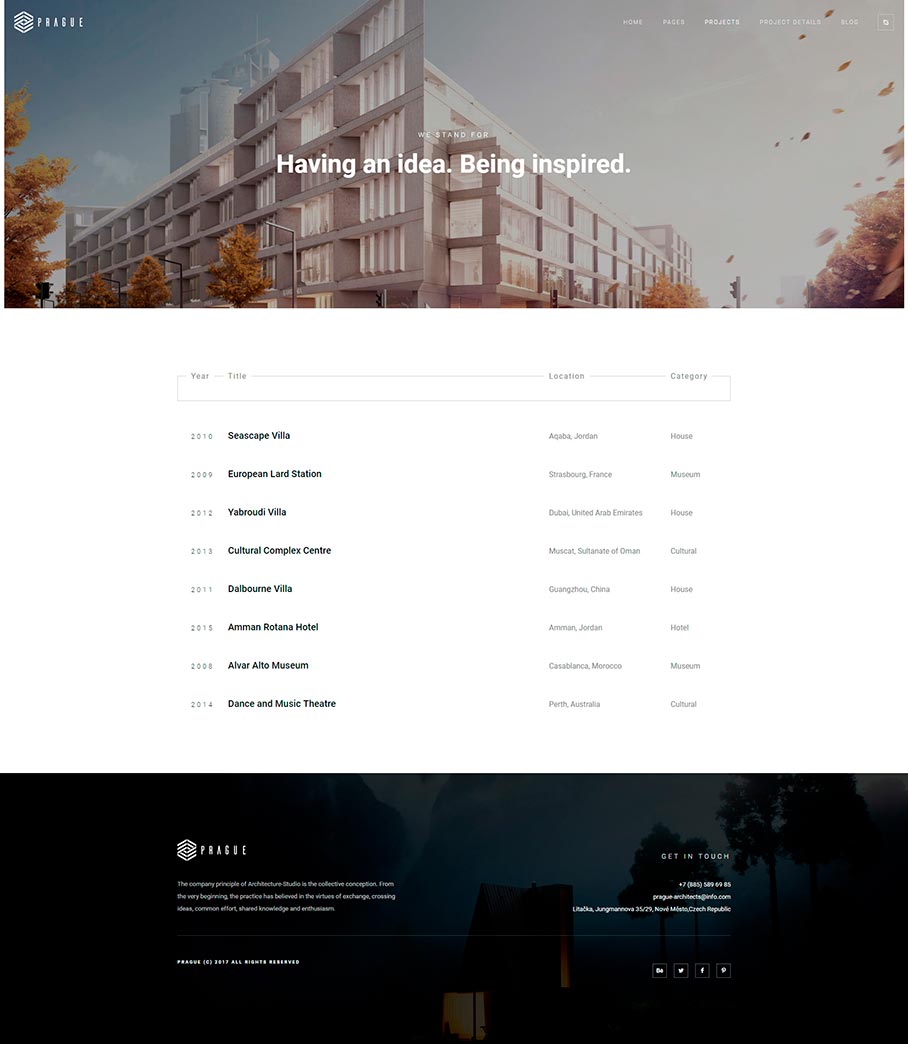 PRAGUE
HOME PAGES PROJECTS PROJECT DETAILS BLOG
WE STAND FOR
Having an idea. Being inspired.
Year Title Location Category
2010 Seascape Villa Aqaba, Jordan House
2009 European Lard Station Strasbourg, France Museum
2012 Yabroudi Villa Dubai, United Arab Emirates House
2013 Cultural Complex Centre Muscat, Sultanate of Oman Cultural
2011 Dalbourne Villa Guangzhou, China House
2015 Amman Rotana Hotel Amman, Jordan Hotel
2008 Alvar Alto Museum Casablanca, Morocco Museum
2014 Dance and Music Theatre Perth, Australia Cultural
PRAGUE
The company principle of Architecture-Studio is the collective conception. From
the very beginning, the practice has believed in the virtues of exchange, crossing
ideas, common effort, shared knowledge and enthusiasm.
GET IN TOUCH
+7 (885) 589 69 85
prague-architects@info.com
Litačka, Jungmannova 35/29, Nové Město,Czech Republic
PRAGUE (C) 2017 ALL RIGHTS RESERVED
Bē